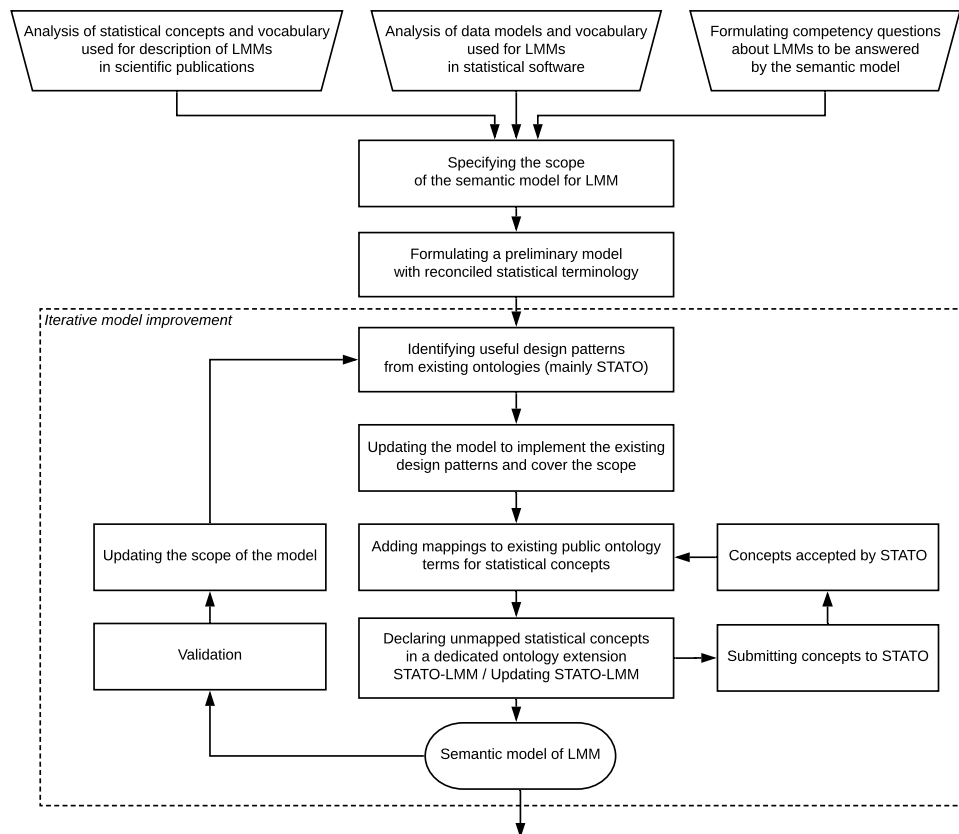 Analysis of statistical concepts and vocabulary
used for description of LMMs
in scientific publications
Analysis of data models and vocabulary
used for LMMs
in statistical software
Formulating competency questions
about LMMs to be answered
by the semantic model
Specifying the scope
of the semantic model for LMM
Formulating a preliminary model
with reconciled statistical terminology
Iterative model improvement
Identifying useful design patterns
from existing ontologies (mainly STATO)
Updating the model to implement the existing
design patterns and cover the scope
Updating the scope of the model
Adding mappings to existing public ontology
terms for statistical concepts
Concepts accepted by STATO
Validation
Declaring unmapped statistical concepts
in a dedicated ontology extension
STATO-LMM / Updating STATO-LMM
Submitting concepts to STATO
Semantic model of LMM